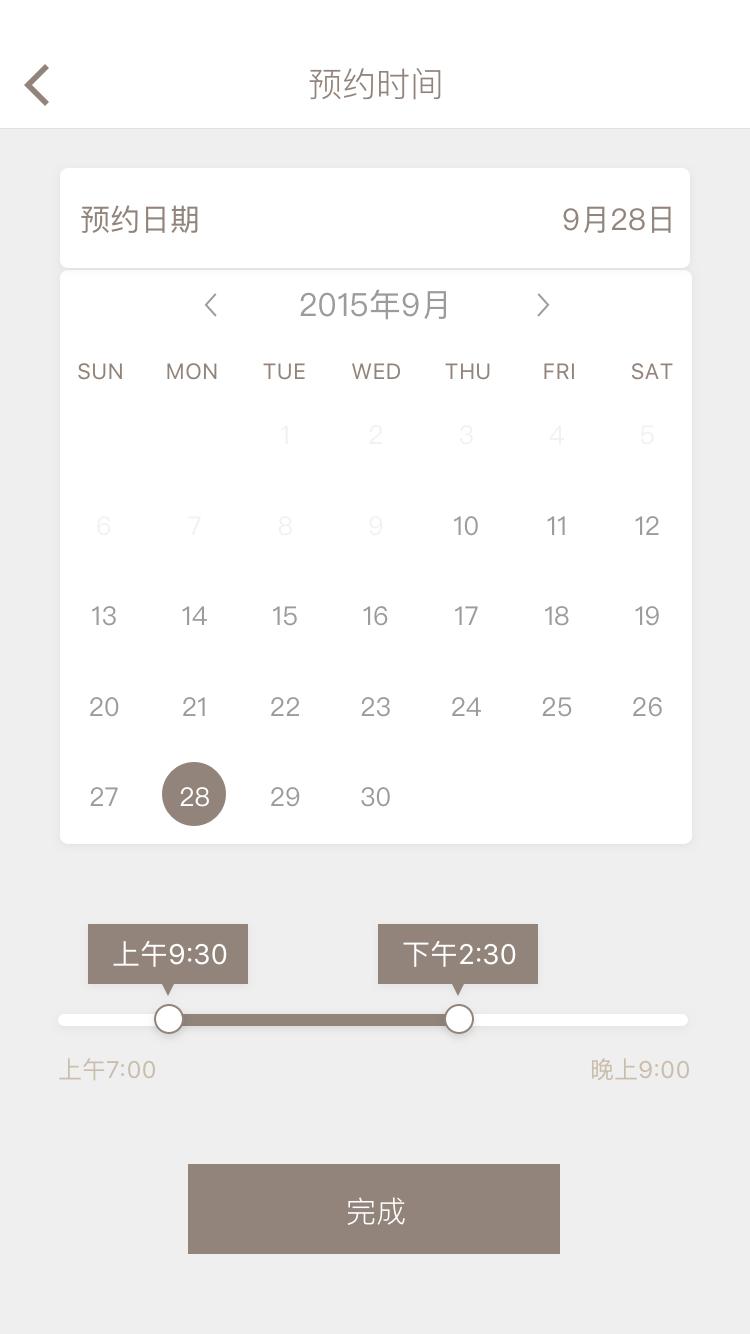 预约时间
预约日期 9月28日
2015年9月
SUN MON TUE WED THU FRI SAT
1 2 3 4 5
6 7 8 9 10 11 12
13 14 15 16 17 18 19
20 21 22 23 24 25 26
27 28 29 30
上午9:30 下午2:30
上午7:00 晚上9:00
完成